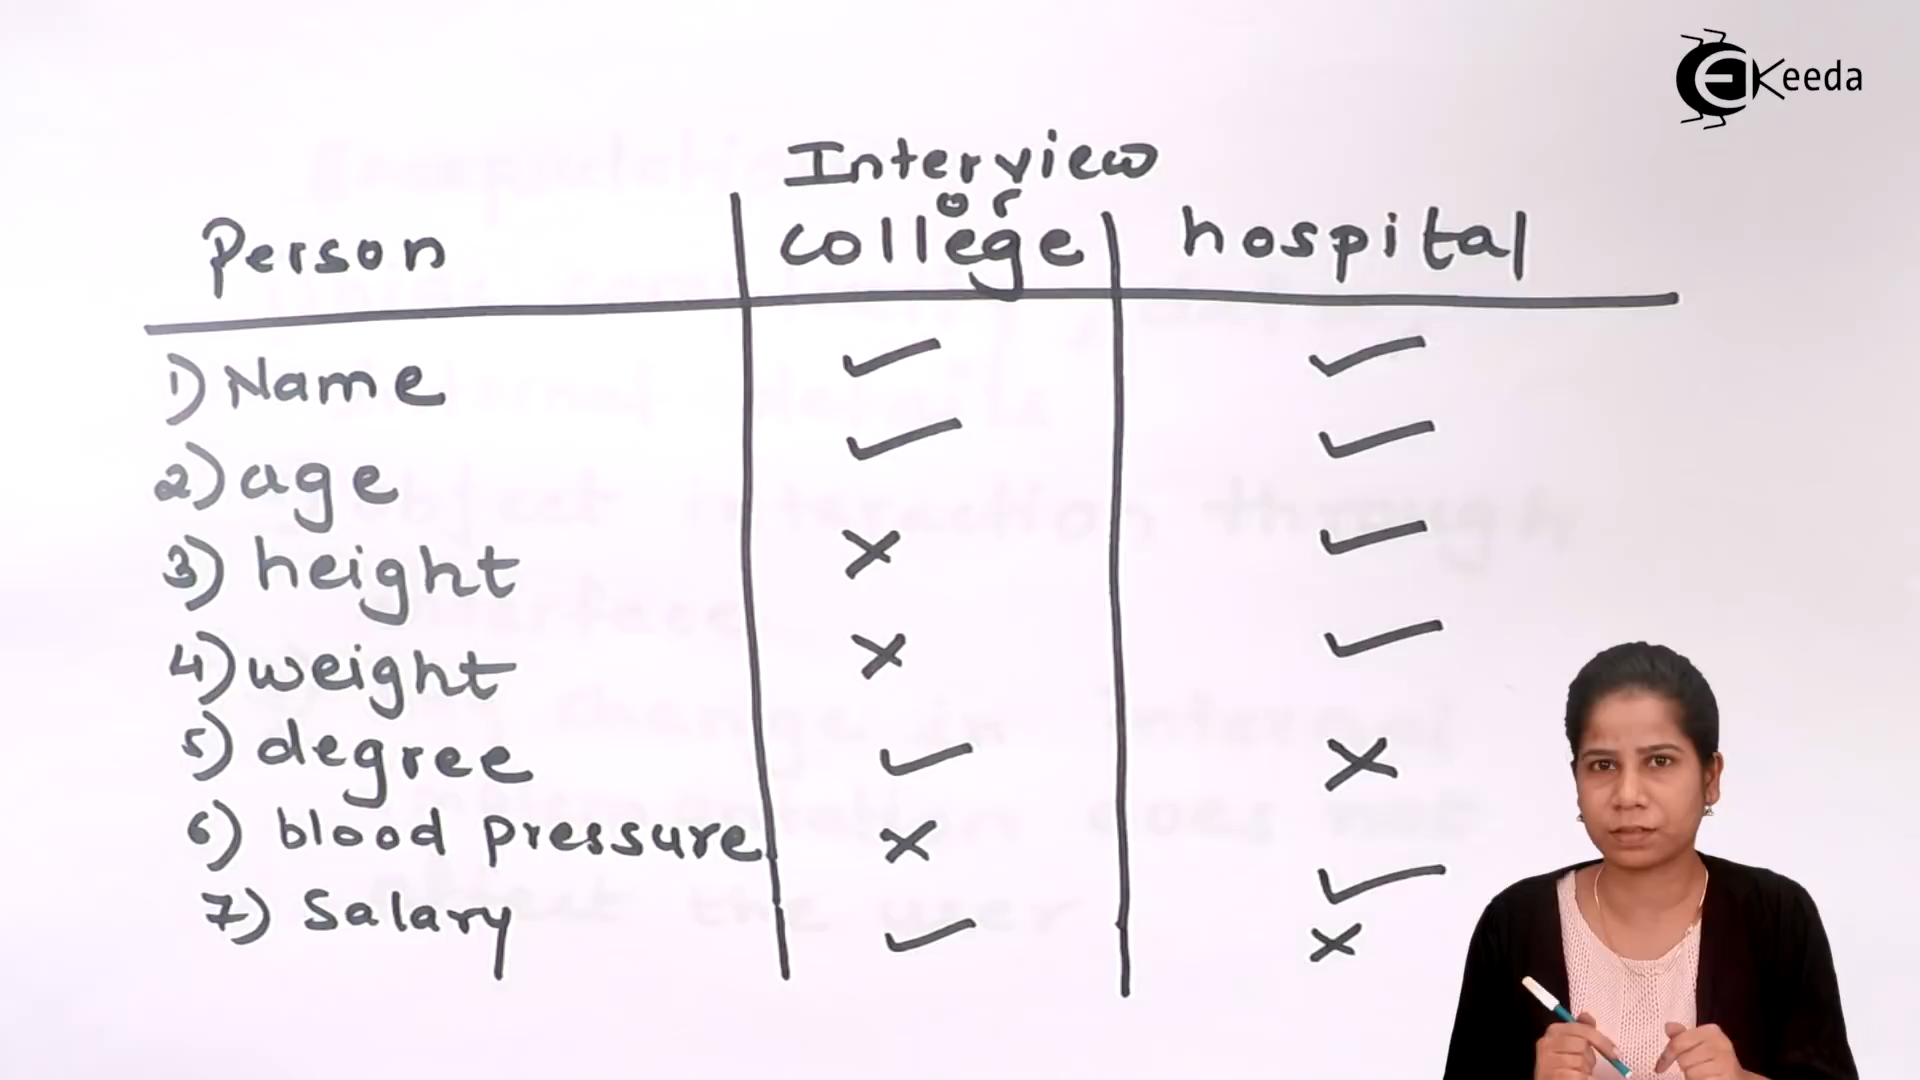 EKeeda
Interview
or
Person college hospital
1) Name ✓ ✓
2) age ✓ ✓
3) height × ✓
4) weight × ✓
5) degree ✓ ×
6) blood pressure × ✓
7) Salary ✓ ×